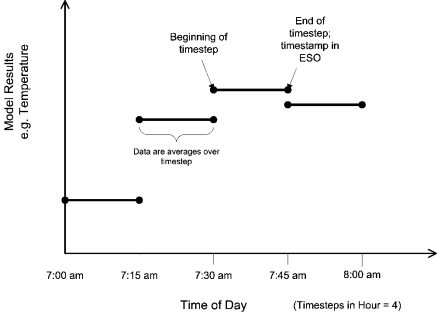 End of
timestep;
timestamp in
ESO
Beginning of
timestep
Model Results
e.g. Temperature
Data are averages over
timestep
7:00 am
7:15 am
7:30 am
7:45 am
8:00 am
Time of Day
(Timesteps in Hour = 4)